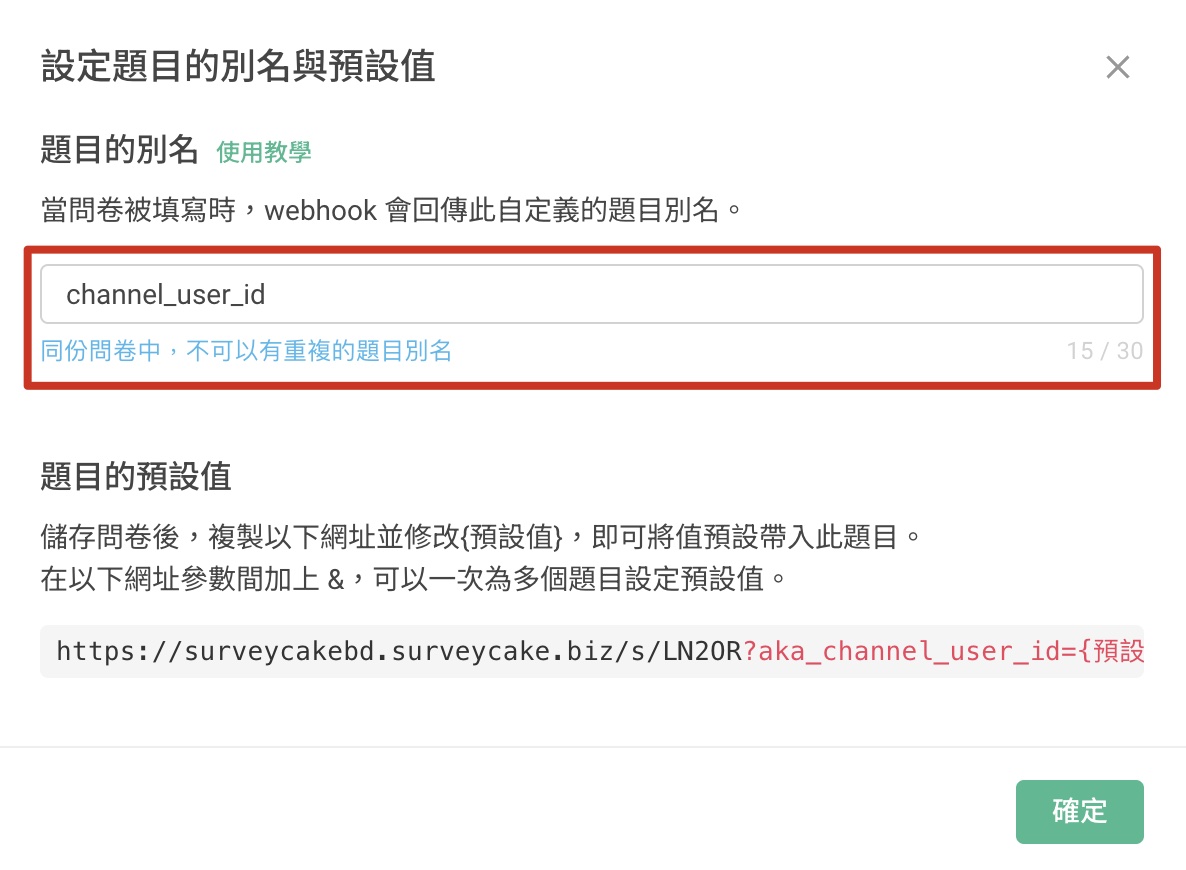 設定題目的別名與預設值
題目的別名 使用教學
當問卷被填寫時，webhook 會回傳此自定義的題目別名。
channel_user_id
同份問卷中，不可以有重複的題目別名 15 / 30
題目的預設值
儲存問卷後，複製以下網址並修改{預設值}，即可將值預設帶入此題目。
在以下網址參數間加上 &，可以一次為多個題目設定預設值。
https://surveycakebd.surveycake.biz/s/LN2OR?aka_channel_user_id={預設
確定